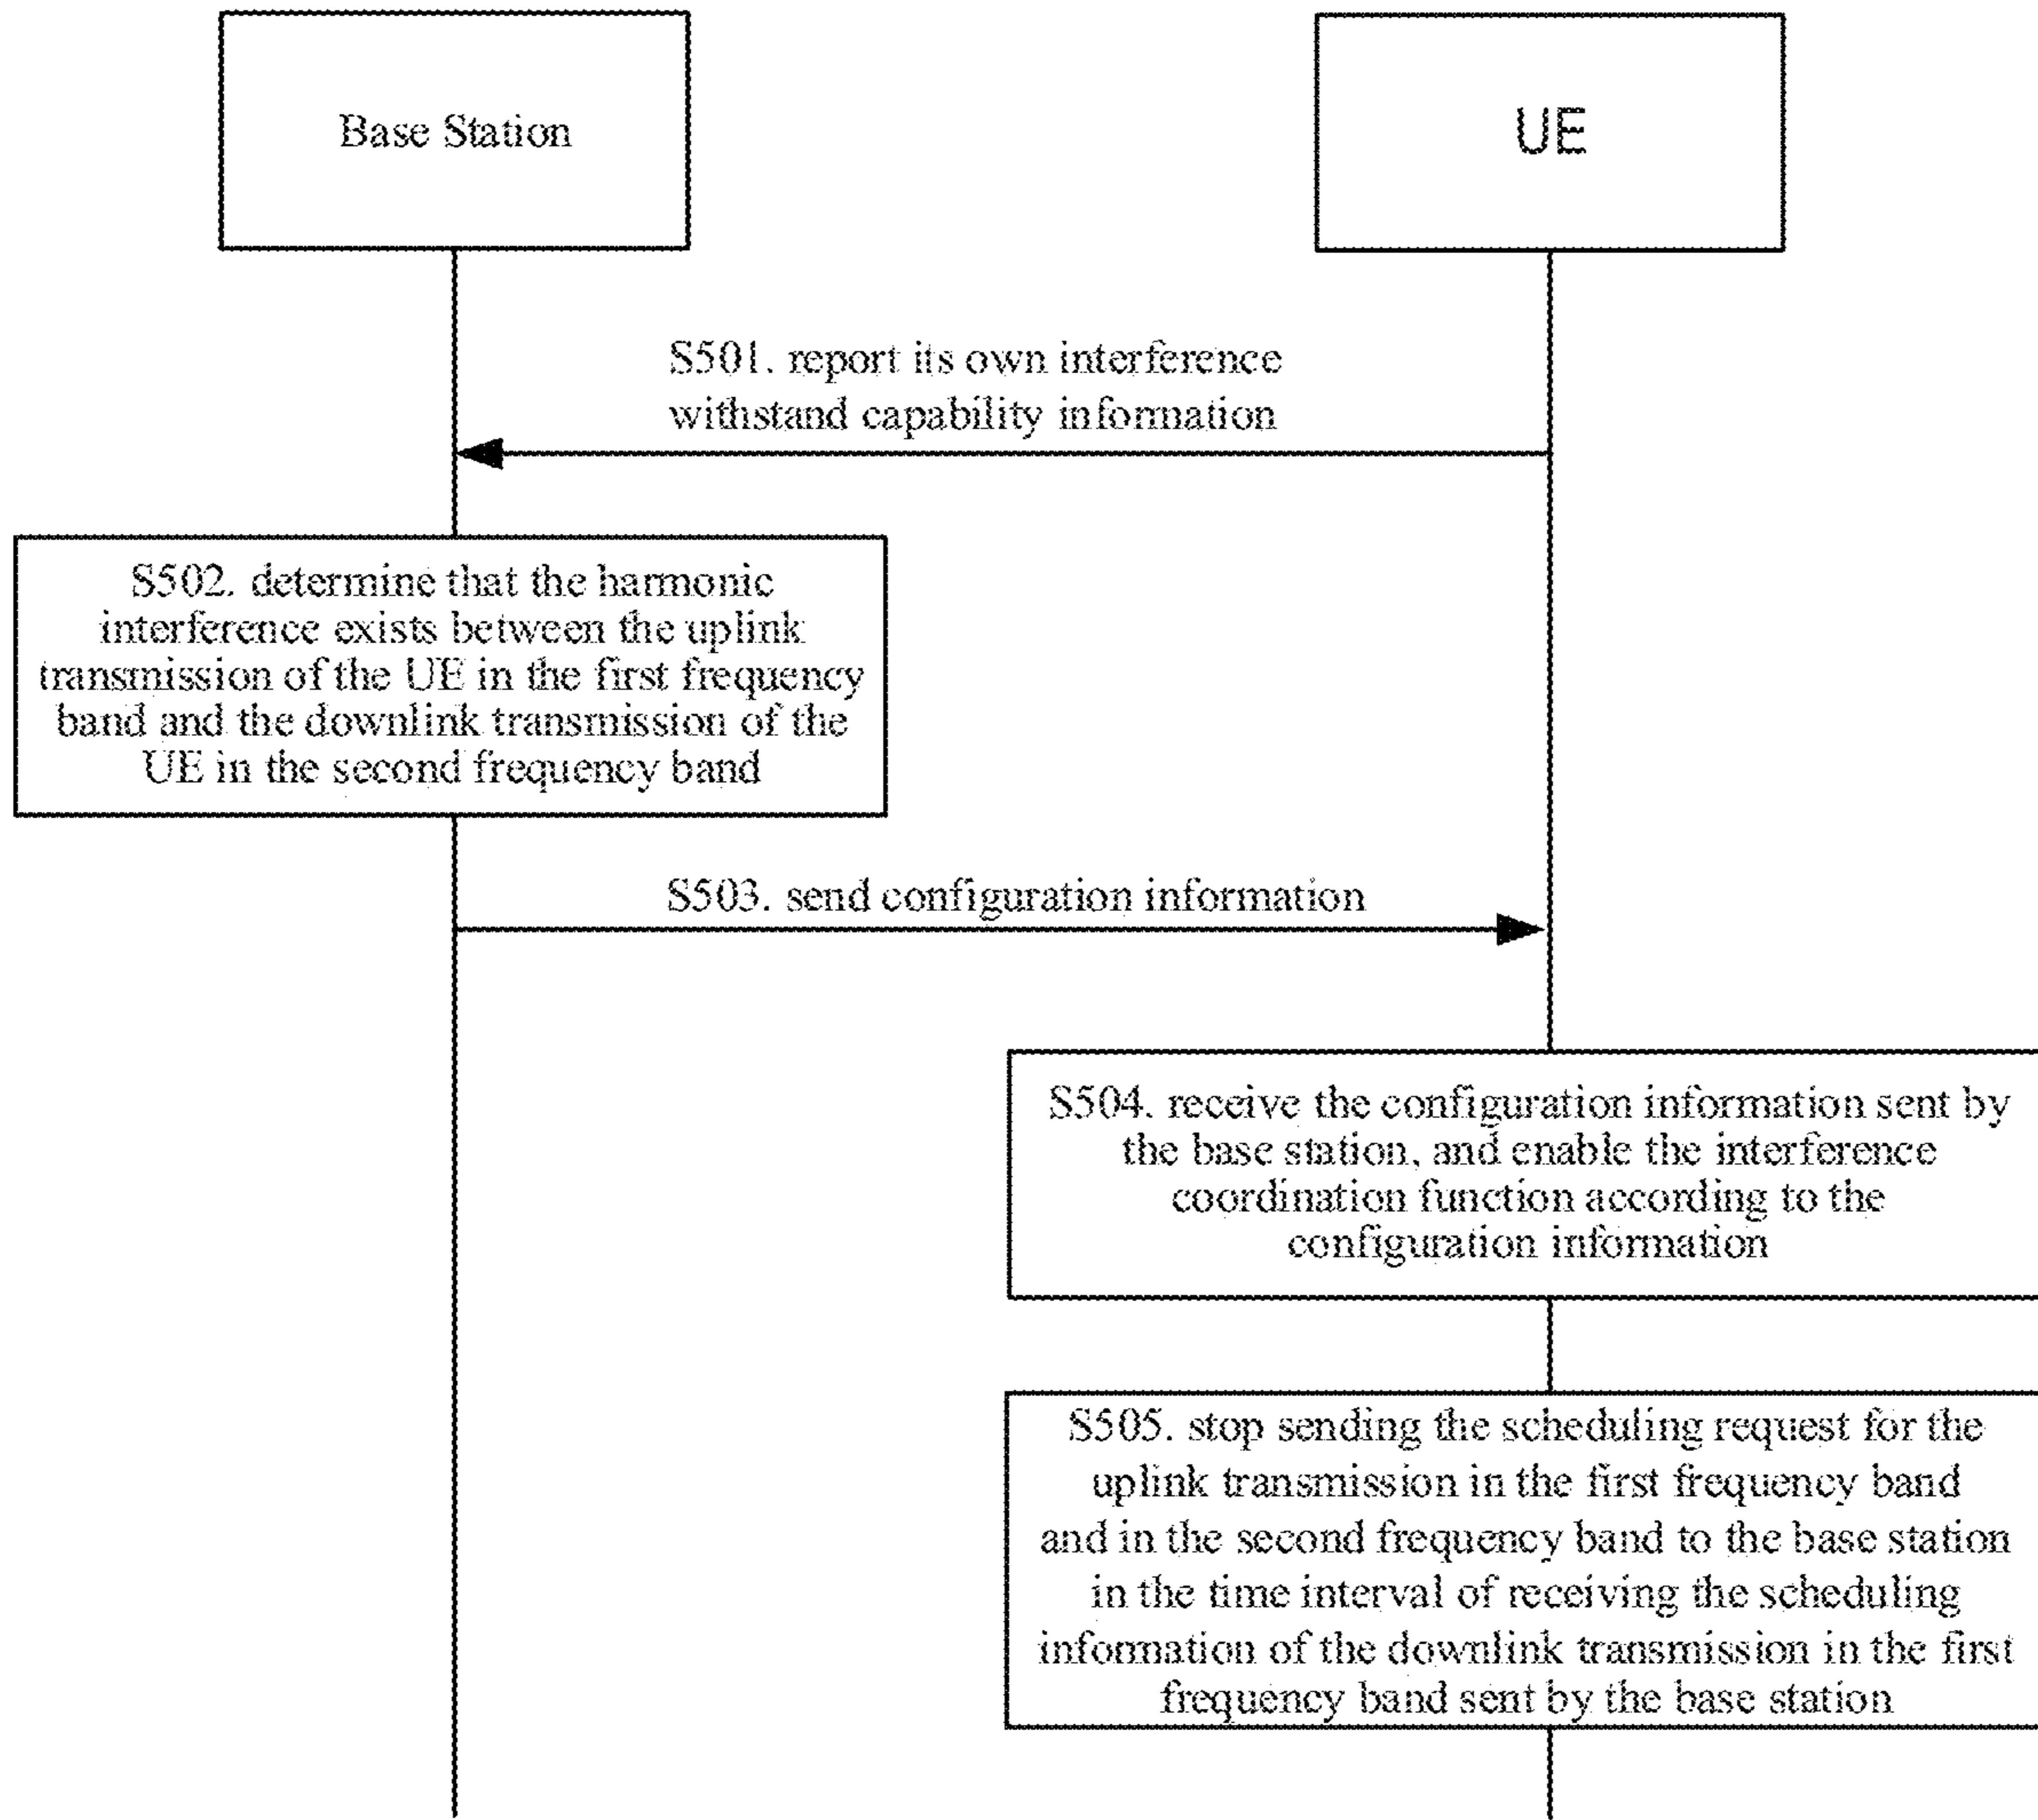 Base Station
UE
S501. report its own interference
withstand capability information
S502. determine that the harmonic
interference exists between the uplink
transmission of the UE in the first frequency
band and the downlink transmission of the
UE in the second frequency band
S503. send configuration information
S504. receive the configuration information sent by
the base station, and enable the interference
coordination function according to the
configuration information
S505. stop sending the scheduling request for the
uplink transmission in the first frequency band
and in the second frequency band to the base station
in the time interval of receiving the scheduling
information of the downlink transmission in the first
frequency band sent by the base station